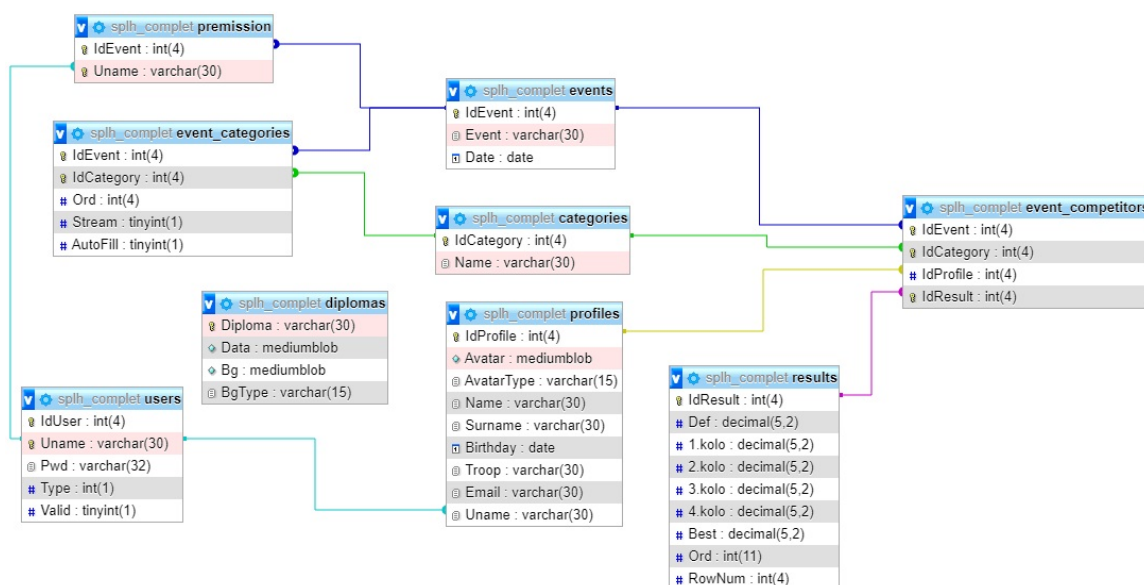 splh_complet premission
IdEvent : int(4)
Uname : varchar(30)
splh_complet event_categories
IdEvent : int(4)
IdCategory : int(4)
Ord : int(4)
Stream : tinyint(1)
AutoFill : tinyint(1)
splh_complet events
IdEvent : int(4)
Event : varchar(30)
Date : date
splh_complet categories
IdCategory : int(4)
Name : varchar(30)
splh_complet event_competitors
IdEvent : int(4)
IdCategory : int(4)
IdProfile : int(4)
IdResult : int(4)
splh_complet diplomas
Diploma : varchar(30)
Data : mediumblob
Bg : mediumblob
BgType : varchar(15)
splh_complet profiles
IdProfile : int(4)
Avatar : mediumblob
AvatarType : varchar(15)
Name : varchar(30)
Surname : varchar(30)
Birthday : date
Troop : varchar(30)
Email : varchar(30)
Uname : varchar(30)
splh_complet users
IdUser : int(4)
Uname : varchar(30)
Pwd : varchar(32)
Type : int(1)
Valid : tinyint(1)
splh_complet results
IdResult : int(4)
Def : decimal(5,2)
1.kolo : decimal(5,2)
2.kolo : decimal(5,2)
3.kolo : decimal(5,2)
4.kolo : decimal(5,2)
Best : decimal(5,2)
Ord : int(11)
RowNum : int(4)